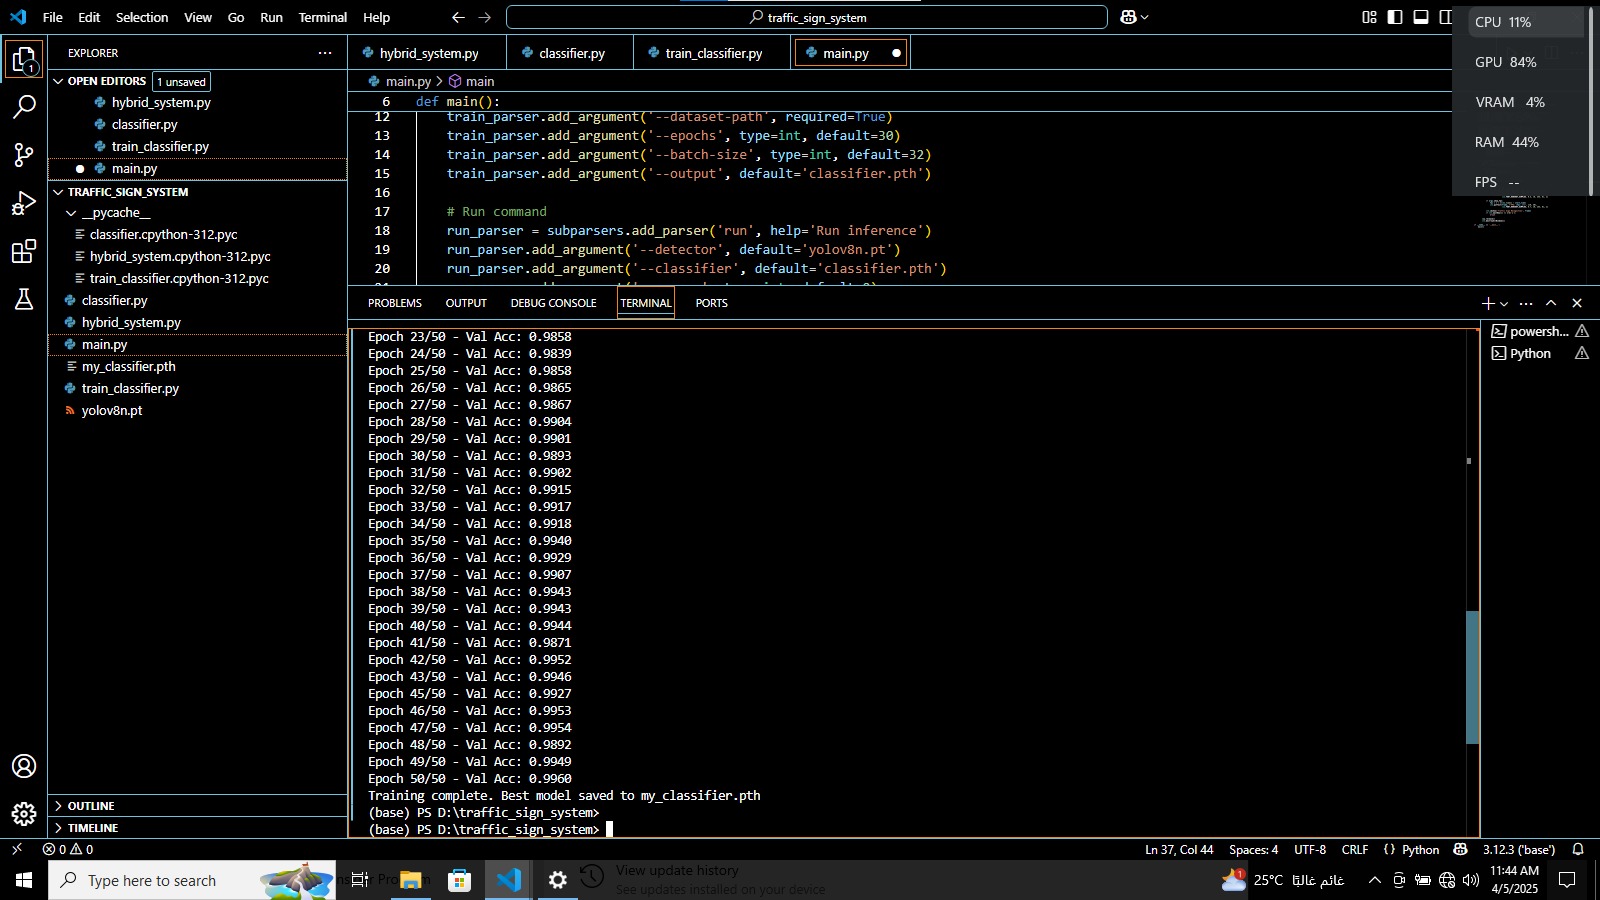 File Edit Selection View Go Run Terminal Help
traffic_sign_system
CPU 11%
GPU 84%
VRAM 4%
RAM 44%
FPS --
EXPLORER
1
OPEN EDITORS 1 unsaved
hybrid_system.py
classifier.py
train_classifier.py
main.py
TRAFFIC_SIGN_SYSTEM
__pycache__
classifier.cpython-312.pyc
hybrid_system.cpython-312.pyc
train_classifier.cpython-312.pyc
classifier.py
hybrid_system.py
main.py
my_classifier.pth
train_classifier.py
yolov8n.pt
OUTLINE
TIMELINE
hybrid_system.py classifier.py train_classifier.py main.py
main.py > main
6 def main():
12 train_parser.add_argument('--dataset-path', required=True)
13 train_parser.add_argument('--epochs', type=int, default=30)
14 train_parser.add_argument('--batch-size', type=int, default=32)
15 train_parser.add_argument('--output', default='classifier.pth')
16
17 # Run command
18 run_parser = subparsers.add_parser('run', help='Run inference')
19 run_parser.add_argument('--detector', default='yolov8n.pt')
20 run_parser.add_argument('--classifier', default='classifier.pth')
PROBLEMS OUTPUT DEBUG CONSOLE TERMINAL PORTS
powersh...
Python
Epoch 23/50 - Val Acc: 0.9858
Epoch 24/50 - Val Acc: 0.9839
Epoch 25/50 - Val Acc: 0.9858
Epoch 26/50 - Val Acc: 0.9865
Epoch 27/50 - Val Acc: 0.9867
Epoch 28/50 - Val Acc: 0.9904
Epoch 29/50 - Val Acc: 0.9901
Epoch 30/50 - Val Acc: 0.9893
Epoch 31/50 - Val Acc: 0.9902
Epoch 32/50 - Val Acc: 0.9915
Epoch 33/50 - Val Acc: 0.9917
Epoch 34/50 - Val Acc: 0.9918
Epoch 35/50 - Val Acc: 0.9940
Epoch 36/50 - Val Acc: 0.9929
Epoch 37/50 - Val Acc: 0.9907
Epoch 38/50 - Val Acc: 0.9943
Epoch 39/50 - Val Acc: 0.9943
Epoch 40/50 - Val Acc: 0.9944
Epoch 41/50 - Val Acc: 0.9871
Epoch 42/50 - Val Acc: 0.9952
Epoch 43/50 - Val Acc: 0.9946
Epoch 45/50 - Val Acc: 0.9927
Epoch 46/50 - Val Acc: 0.9953
Epoch 47/50 - Val Acc: 0.9954
Epoch 48/50 - Val Acc: 0.9892
Epoch 49/50 - Val Acc: 0.9949
Epoch 50/50 - Val Acc: 0.9960
Training complete. Best model saved to my_classifier.pth
(base) PS D:\traffic_sign_system>
(base) PS D:\traffic_sign_system>
0 0
Ln 37, Col 44 Spaces: 4 UTF-8 CRLF {} Python 3.12.3 ('base')
Type here to search
View update history
See updates installed on your device
1
25°C غائم غالبًا
11:44 AM
4/5/2025